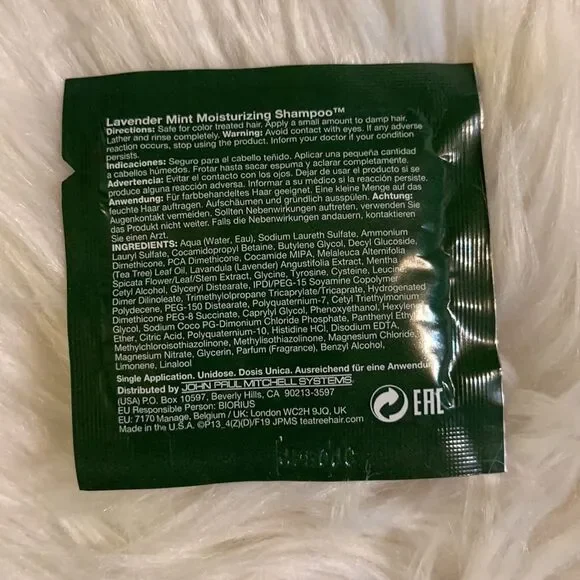 Lavender Mint Moisturizing Shampoo™
Directions: Safe for color treated hair. Apply a small amount to damp hair.
Lather and rinse completely. Warning: Avoid contact with eyes. If any adverse
reaction occurs, stop using the product. Inform your doctor if your condition
persists.
Indicaciones: Seguro para el cabello teñido. Aplicar una pequeña cantidad
a cabellos húmedos. Frotar hasta sacar espuma y aclarar completamente.
Advertencia: Evitar el contacto con los ojos. Dejar de usar el producto si se
produce alguna reacción adversa. Informar a su médico si la reacción persiste.
Anwendung: Für farbbehandeltes Haar geeignet. Eine kleine Menge auf das
feuchte Haar auftragen. Aufschäumen und gründlich ausspülen. Achtung:
Augenkontakt vermeiden. Sollten Nebenwirkungen auftreten, verwenden Sie
das Produkt nicht weiter. Falls die Nebenwirkungen andauern, kontaktieren
Sie einen Arzt.
INGREDIENTS: Aqua (Water, Eau), Sodium Laureth Sulfate, Ammonium
Lauryl Sulfate, Cocamidopropyl Betaine, Butylene Glycol, Decyl Glucoside,
Dimethicone, PCA Dimethicone, Cocamide MIPA, Melaleuca Alternifolia
(Tea Tree) Leaf Oil, Lavandula (Lavender) Angustifolia Extract, Mentha
Spicata Flower/Leaf/Stem Extract, Glycine, Tyrosine, Cysteine, Leucine,
Cetyl Alcohol, Glyceryl Distearate, IPDI/PEG-15 Soyamine Copolymer
Dimer Dilinoleate, Trimethylolpropane Tricaprylate/Tricaprate, Hydrogenated
Polydecene, PEG-150 Distearate, Polyquaternium-7, Cetyl Triethylmonium
Dimethicone PEG-8 Succinate, Caprylyl Glycol, Phenoxyethanol, Hexylene
Glycol, Sodium Coco PG-Dimonium Chloride Phosphate, Panthenyl Ethyl
Ether, Citric Acid, Polyquaternium-10, Histidine HCl, Disodium EDTA,
Methylchloroisothiazolinone, Methylisothiazolinone, Magnesium Chloride,
Magnesium Nitrate, Glycerin, Parfum (Fragrance), Benzyl Alcohol,
Limonene, Linalool
Single Application. Unidose. Dosis Unica. Ausreichend für eine Anwendung
Distributed by JOHN PAUL MITCHELL SYSTEMS
(USA) P.O. Box 10597, Beverly Hills, CA 90213-3597
EU Responsible Person: BIORIUS
EU: 7170 Manage, Belgium / UK: London WC2H 9JQ, UK
Made in the U.S.A. ©P13_4(Z)(D)/F19 JPMS teatreehair.com
EAC